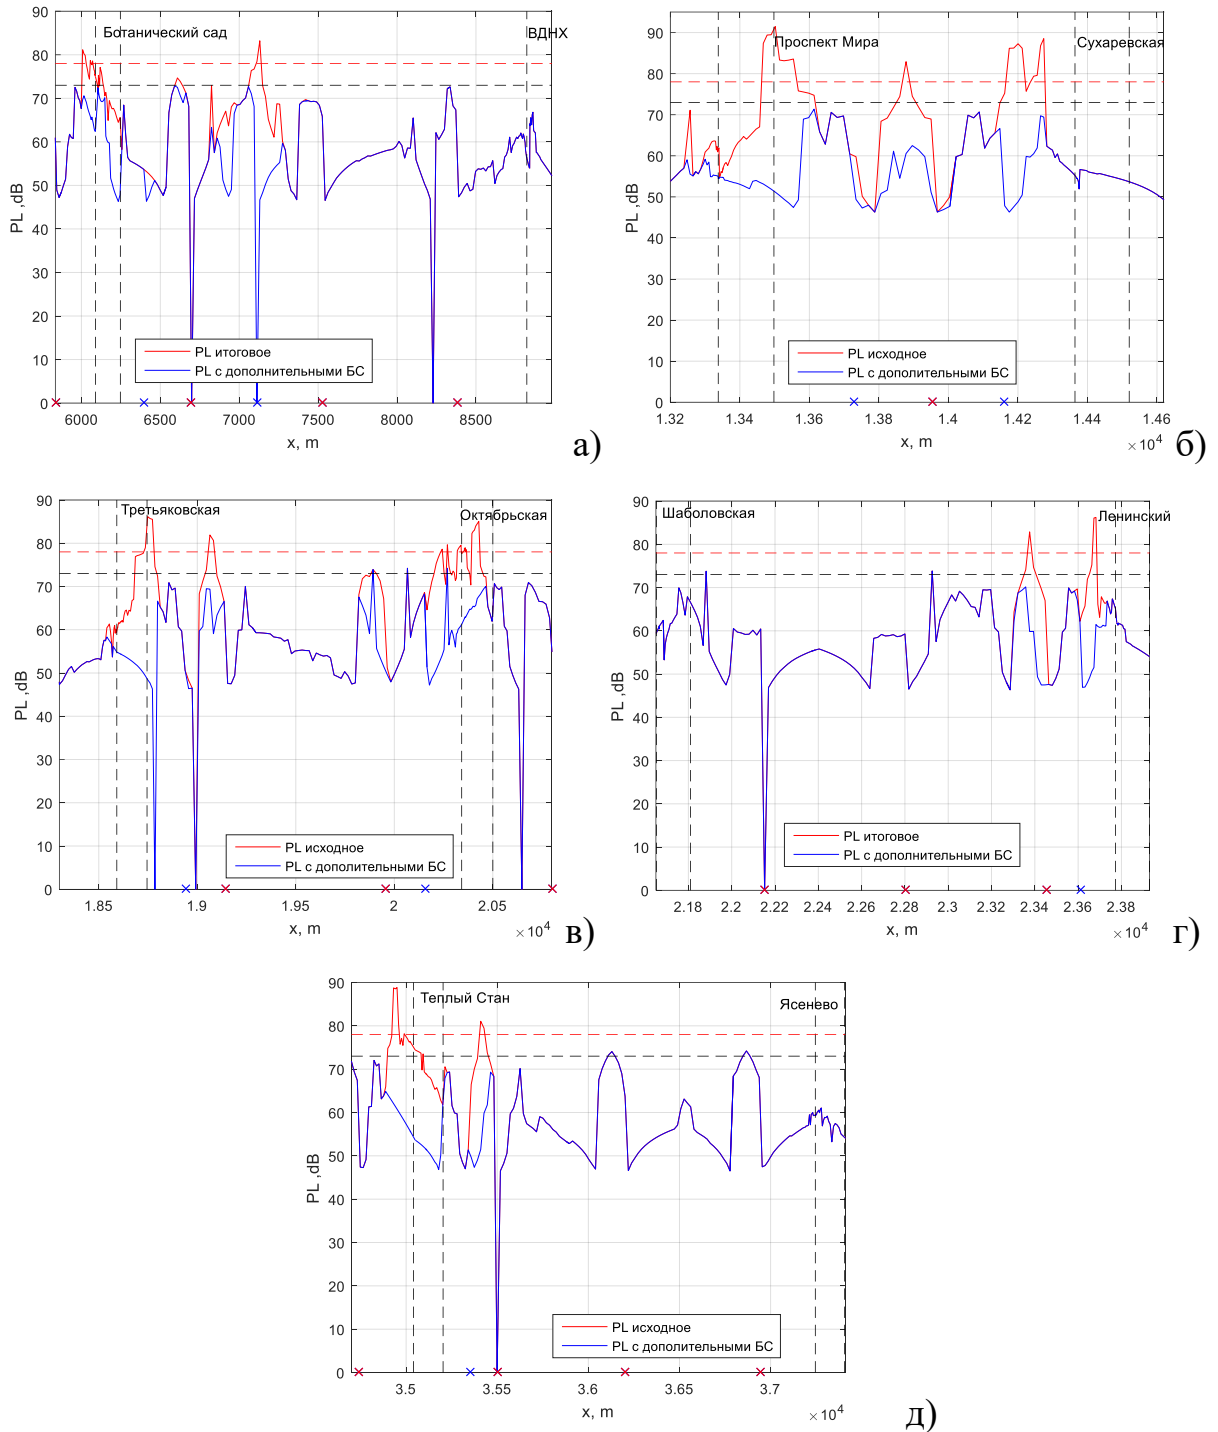 Ботанический сад
ВДНХ
90
80
70
60
50
40
30
20
10
0
PL ,dB
PL итоговое
PL с дополнительными БС
6000 6500 7000 7500 8000 8500
x, m
а)
Проспект Мира
Сухаревская
90
80
70
60
50
40
30
20
10
0
PL ,dB
PL исходное
PL с дополительными БС
1.32 1.34 1.36 1.38 1.4 1.42 1.44 1.46
x, m
×10⁴
б)
Третьяковская
Октябрьская
90
80
70
60
50
40
30
20
10
0
PL ,dB
PL исходное
PL с дополительными БС
1.85 1.9 1.95 2 2.05
x, m
×10⁴
в)
Шаболовская
Ленинский
90
80
70
60
50
40
30
20
10
0
PL ,dB
PL итоговое
PL с дополнительными БС
2.18 2.2 2.22 2.24 2.26 2.28 2.3 2.32 2.34 2.36 2.38
x, m
×10⁴
г)
Теплый Стан
Ясенево
90
80
70
60
50
40
30
20
10
0
PL ,dB
PL исходное
PL с дополительными БС
3.5 3.55 3.6 3.65 3.7
x, m
×10⁴
д)